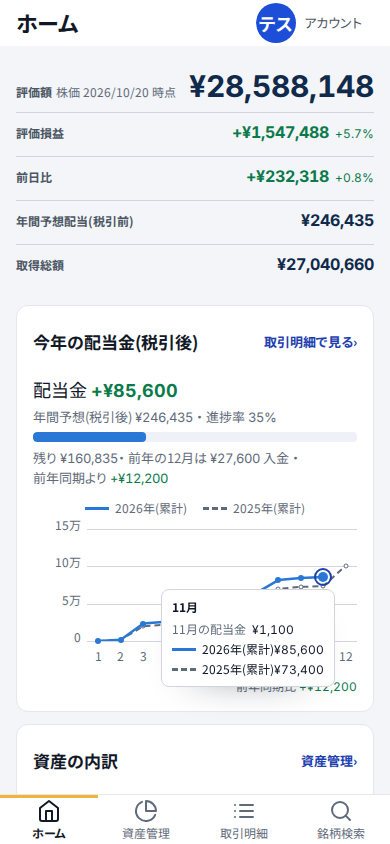 ホーム
テス アカウント
評価額 株価 2026/10/20 時点 ¥28,588,148
評価損益 +¥1,547,488 +5.7%
前日比 +¥232,318 +0.8%
年間予想配当(税引前) ¥246,435
取得総額 ¥27,040,660
今年の配当金(税引後) 取引明細で見る›
配当金 +¥85,600
年間予想(税引後) ¥246,435・進捗率 35%
残り ¥160,835・前年の12月は ¥27,600 入金・
前年同期より +¥12,200
2026年(累計) 2025年(累計)
15万
10万
5万
0
1 2 3 12
11月
11月の配当金 ¥1,100
2026年(累計)¥85,600
2025年(累計)¥73,400
前年同期比 +¥12,200
資産の内訳 資産管理›
ホーム 資産管理 取引明細 銘柄検索